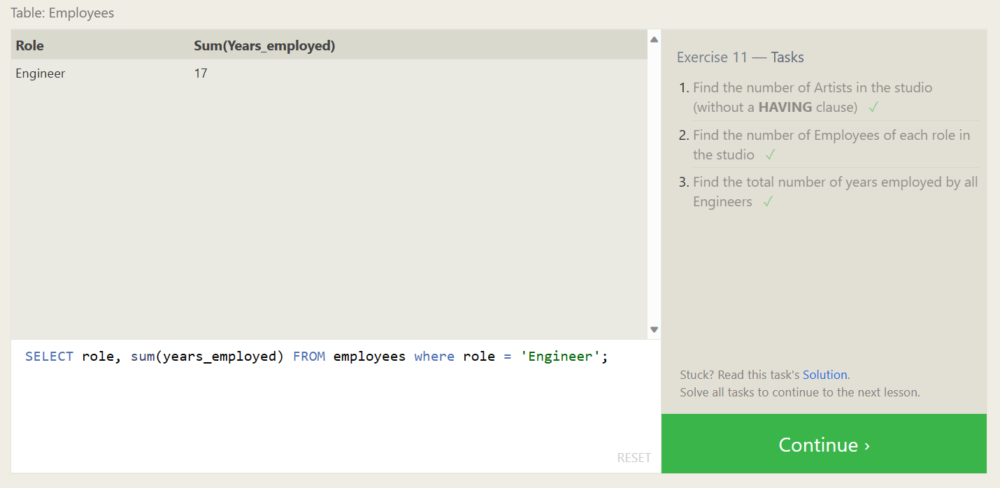 Table: Employees
Role Sum(Years_employed)
Engineer 17
SELECT role, sum(years_employed) FROM employees where role = 'Engineer';
RESET
Exercise 11 — Tasks
1. Find the number of Artists in the studio
(without a HAVING clause) ✓
2. Find the number of Employees of each role in
the studio ✓
3. Find the total number of years employed by all
Engineers ✓
Stuck? Read this task's Solution.
Solve all tasks to continue to the next lesson.
Continue ›